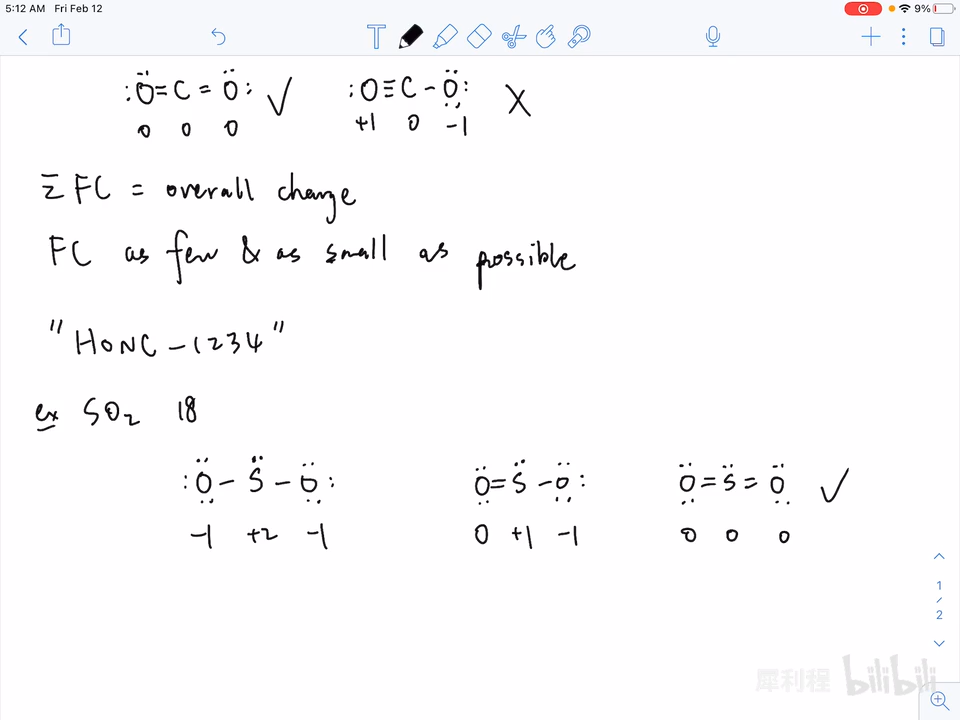 5:12 AM Fri Feb 12
9%
T
:Ö=C=Ö: ✓ :O≡C-Ö: X
0 0 0 +1 0 -1
Σ FC = overall charge
FC as few & as small as possible
"HONC-1234"
ex SO2 18
:Ö-S̈-Ö: Ö=S̈-Ö: Ö=S̈=Ö ✓
-1 +2 -1 0 +1 -1 0 0 0
1
/
2
犀利程 bilibili